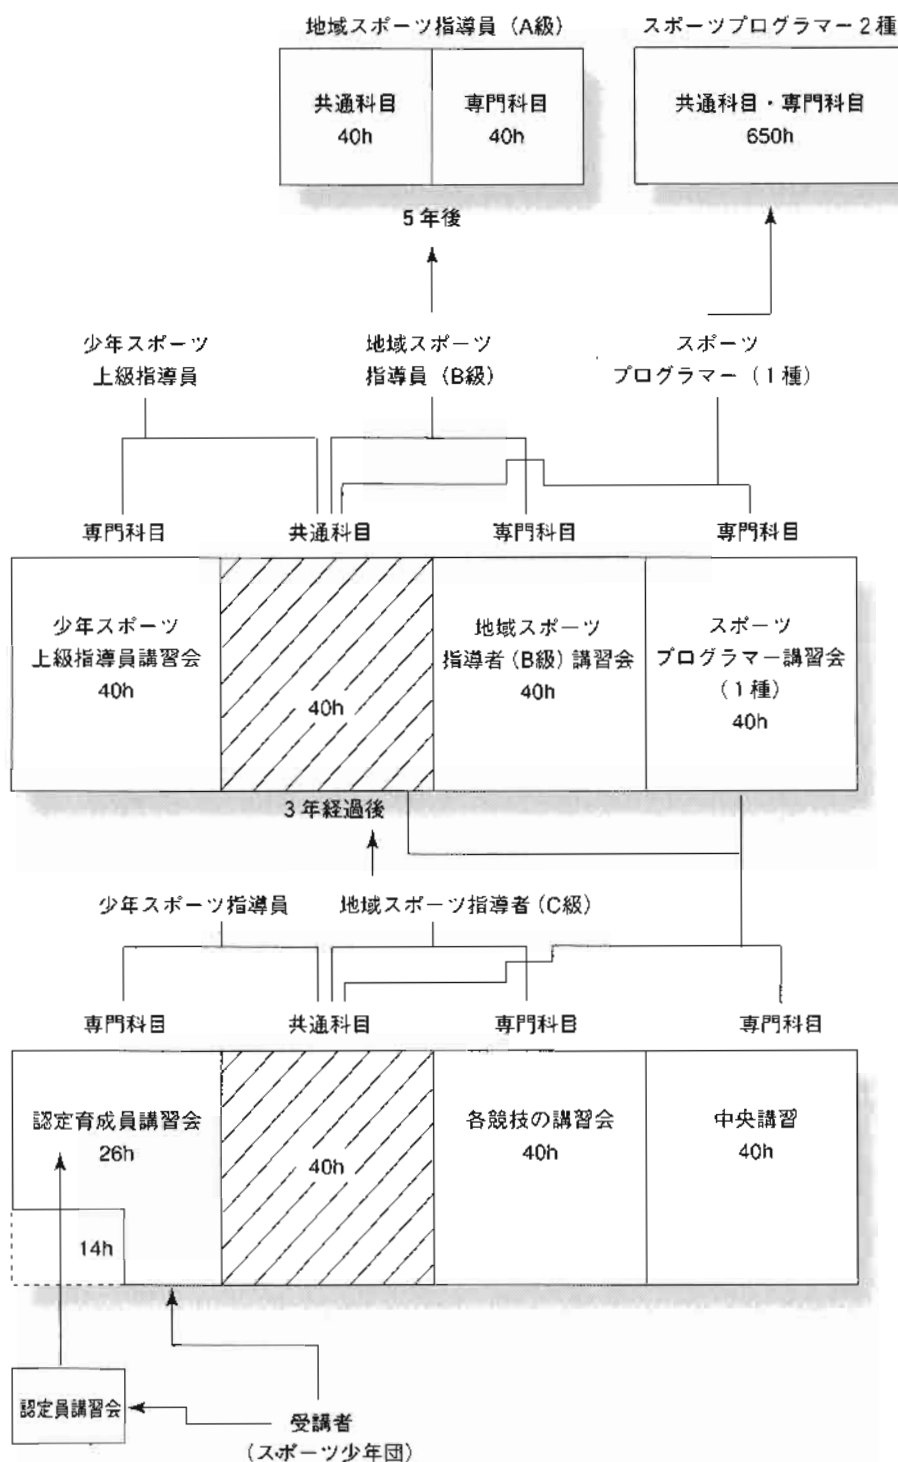 地域スポーツ指導員（A級）
スポーツプログラマー2種
共通科目
40h
専門科目
40h
共通科目・専門科目
650h
5年後
少年スポーツ
上級指導員
地域スポーツ
指導員（B級）
スポーツ
プログラマー（1種）
専門科目
共通科目
専門科目
専門科目
少年スポーツ
上級指導員講習会
40h
40h
地域スポーツ
指導者（B級）講習会
40h
スポーツ
プログラマー講習会
（1種）
40h
3年経過後
少年スポーツ指導員
地域スポーツ指導者（C級）
専門科目
共通科目
専門科目
専門科目
認定育成員講習会
26h
14h
40h
各競技の講習会
40h
中央講習
40h
認定員講習会
受講者
（スポーツ少年団）